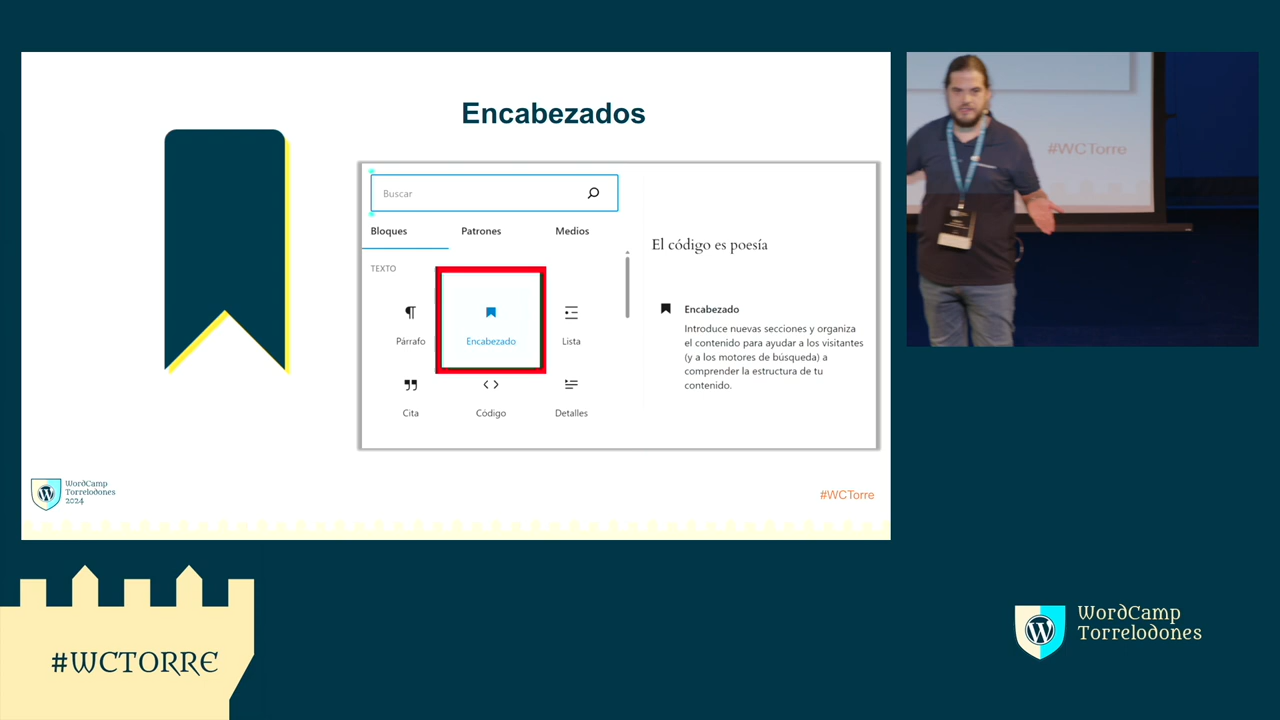 Encabezados
Buscar
Bloques
Patrones
Medios
TEXTO
Párrafo
Encabezado
Lista
Cita
Código
Detalles
El código es poesía
Encabezado
Introduce nuevas secciones y organiza
el contenido para ayudar a los visitantes
(y a los motores de búsqueda) a
comprender la estructura de tu
contenido.
WordCamp
Torrelodones
2024
#WCTorre
#WCTorre
#WCTORRE
WordCamp
Torrelodones